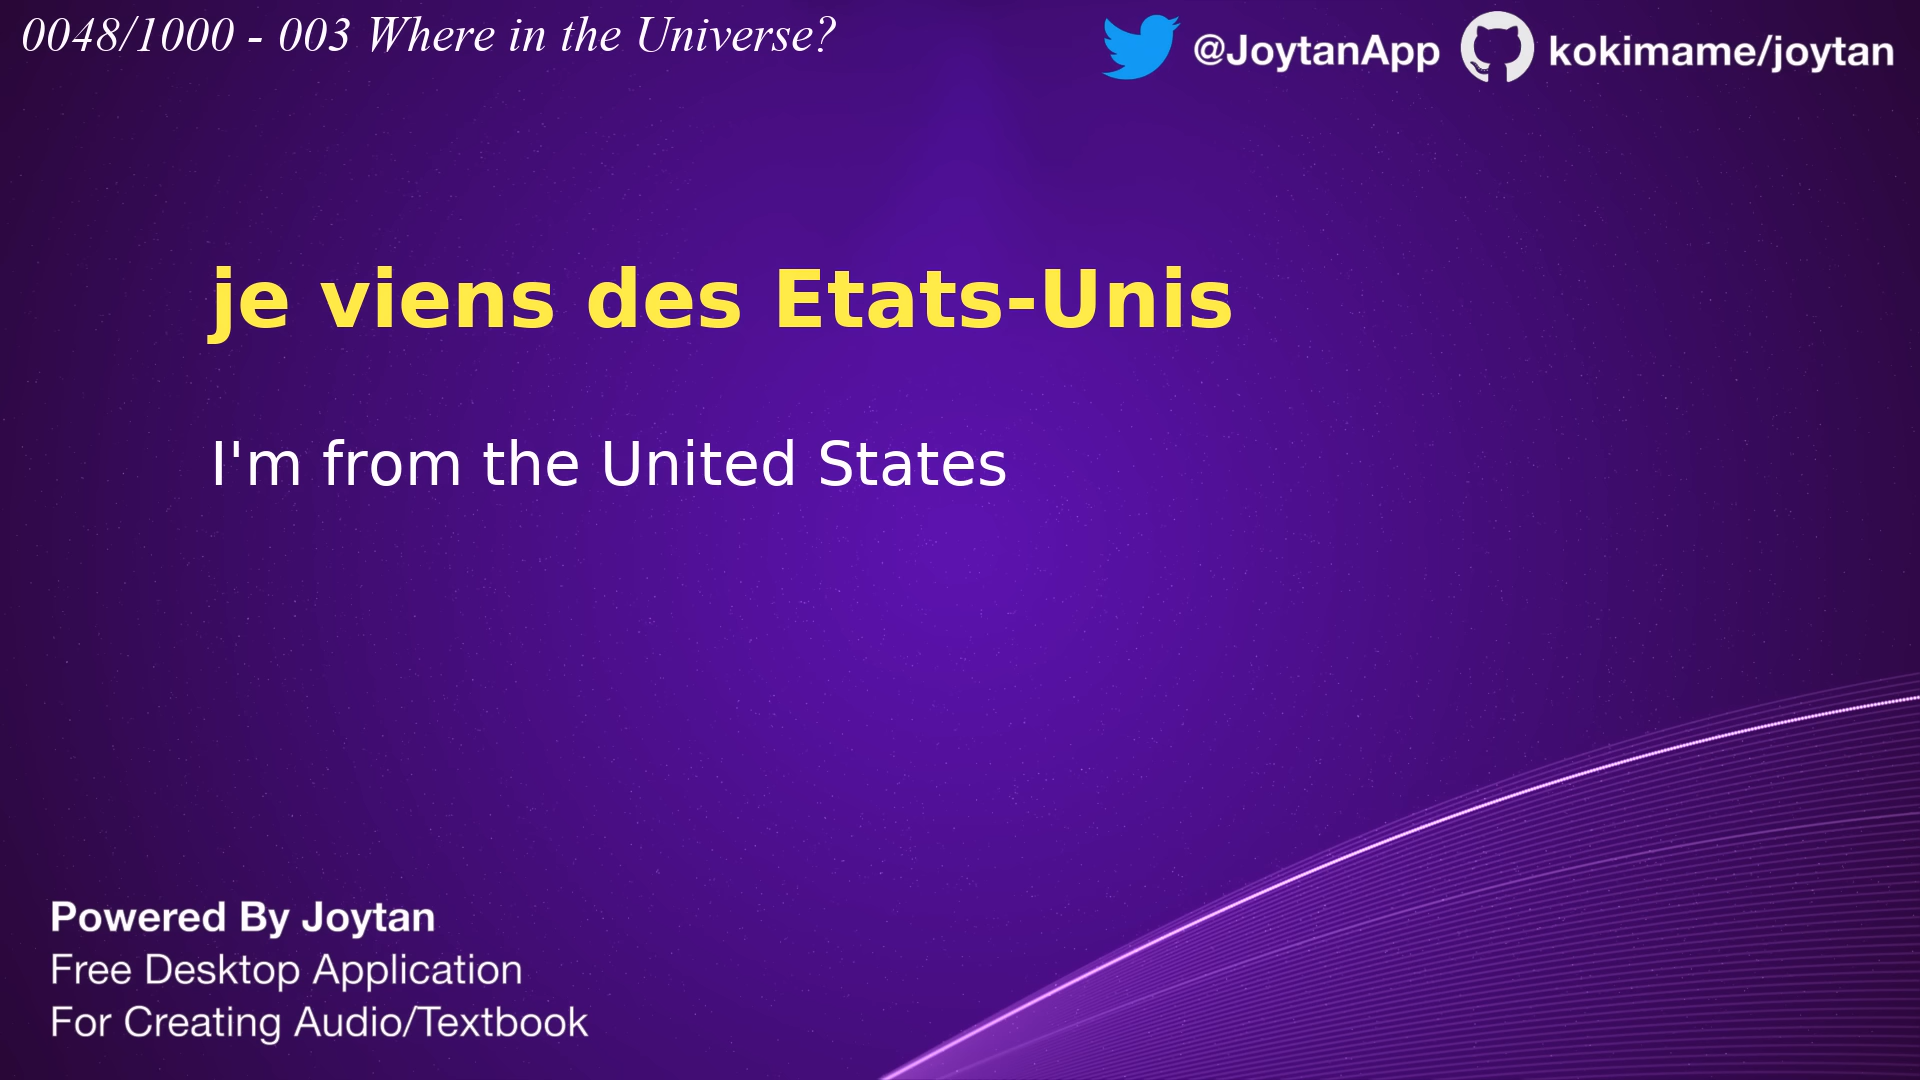 0048/1000 - 003 Where in the Universe?
@JoytanApp
kokimame/joytan
je viens des Etats-Unis
I'm from the United States
Powered By Joytan
Free Desktop Application
For Creating Audio/Textbook